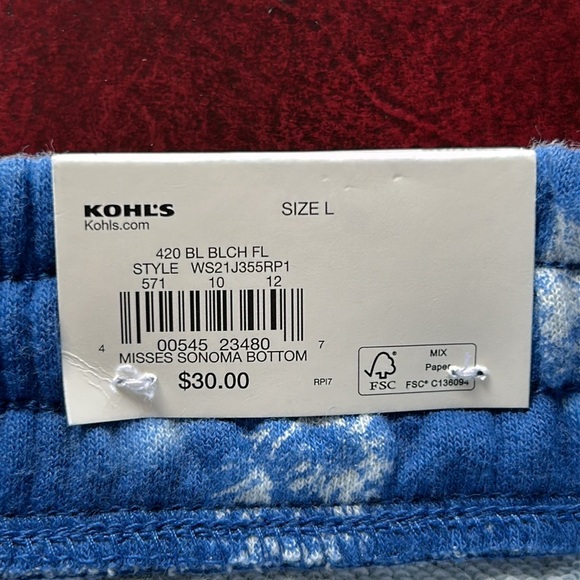 KOHL'S SIZE L
Kohls.com
420 BL BLCH FL
STYLE WS21J355RP1
571 10 12
4 00545 23480 7
MISSES SONOMA BOTTOM
$30.00
RPI7
FSC
MIX
Paper
FSC® C136094